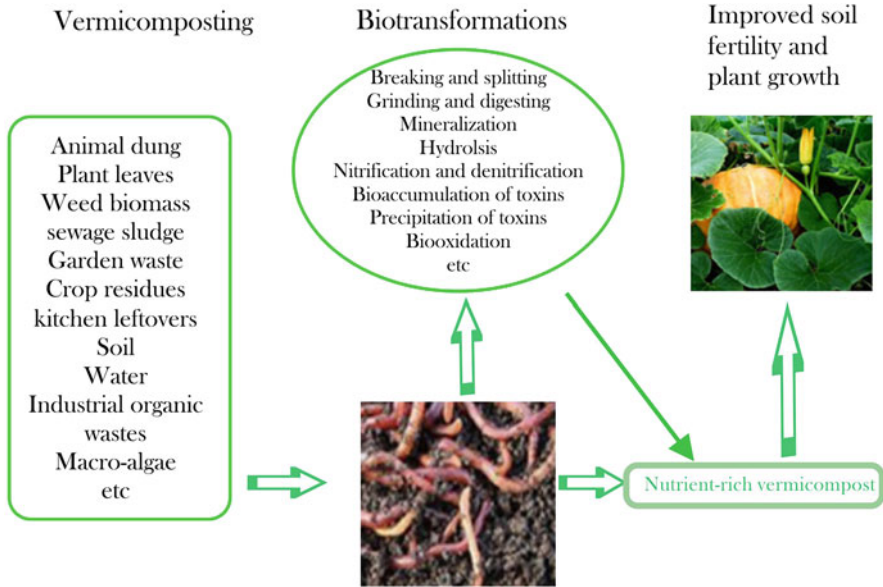 Vermicomposting
Animal dung
Plant leaves
Weed biomass
sewage sludge
Garden waste
Crop residues
kitchen leftovers
Soil
Water
Industrial organic
wastes
Macro-algae
etc
Biotransformations
Breaking and splitting
Grinding and digesting
Mineralization
Hydrolsis
Nitrification and denitrification
Bioaccumulation of toxins
Precipitation of toxins
Biooxidation
etc
Improved soil
fertility and
plant growth
Nutrient-rich vermicompost